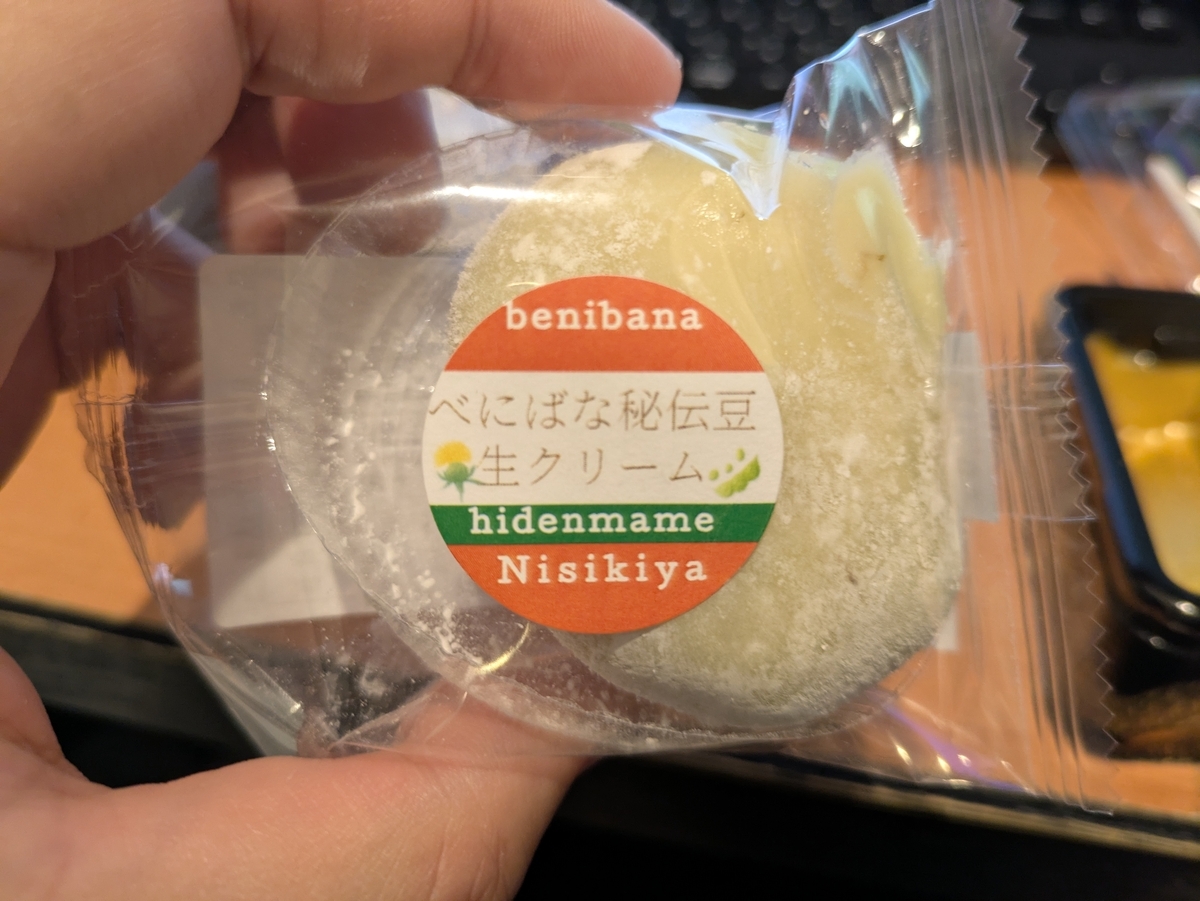 benibana
べにばな秘伝豆
生クリーム
hidenmame
Nisikiya